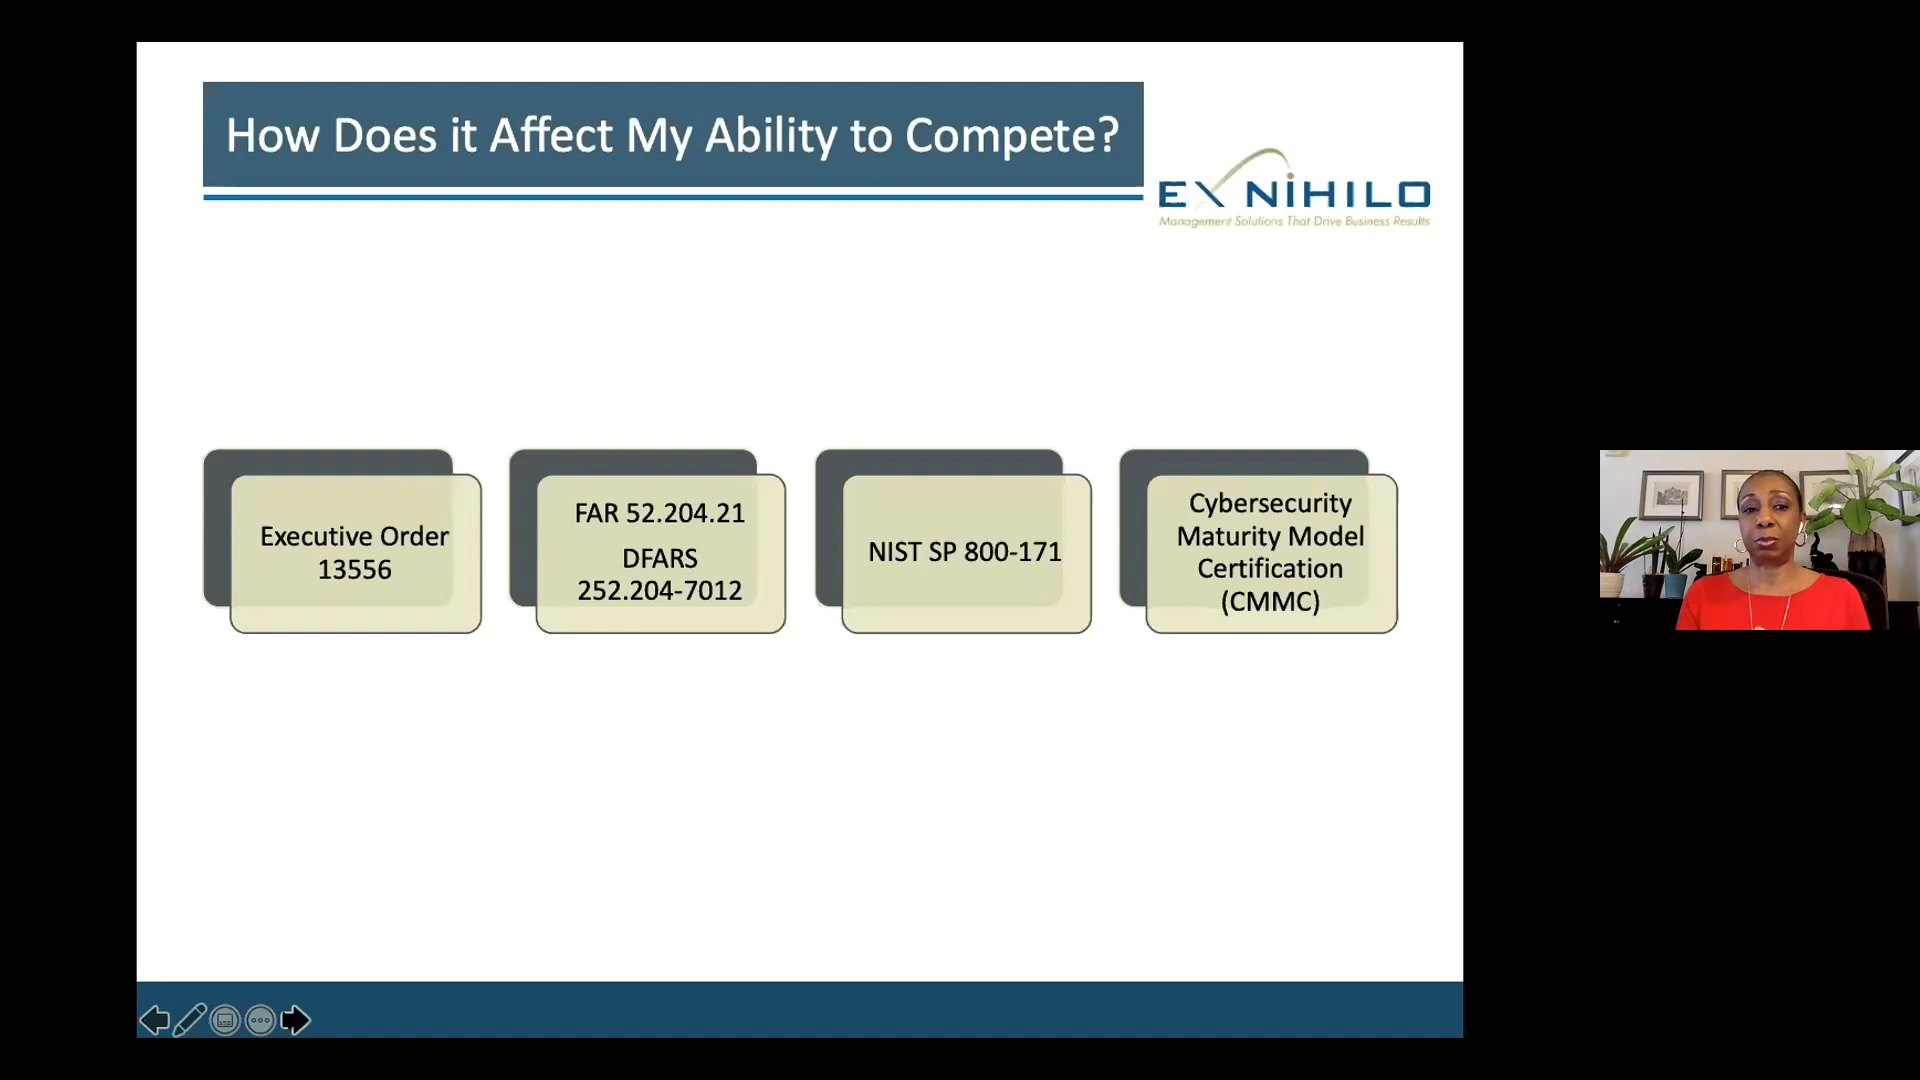 How Does it Affect My Ability to Compete?
EX NiHILO
Management Solutions That Drive Business Results
Executive Order
13556
FAR 52.204.21
DFARS
252.204-7012
NIST SP 800-171
Cybersecurity
Maturity Model
Certification
(CMMC)